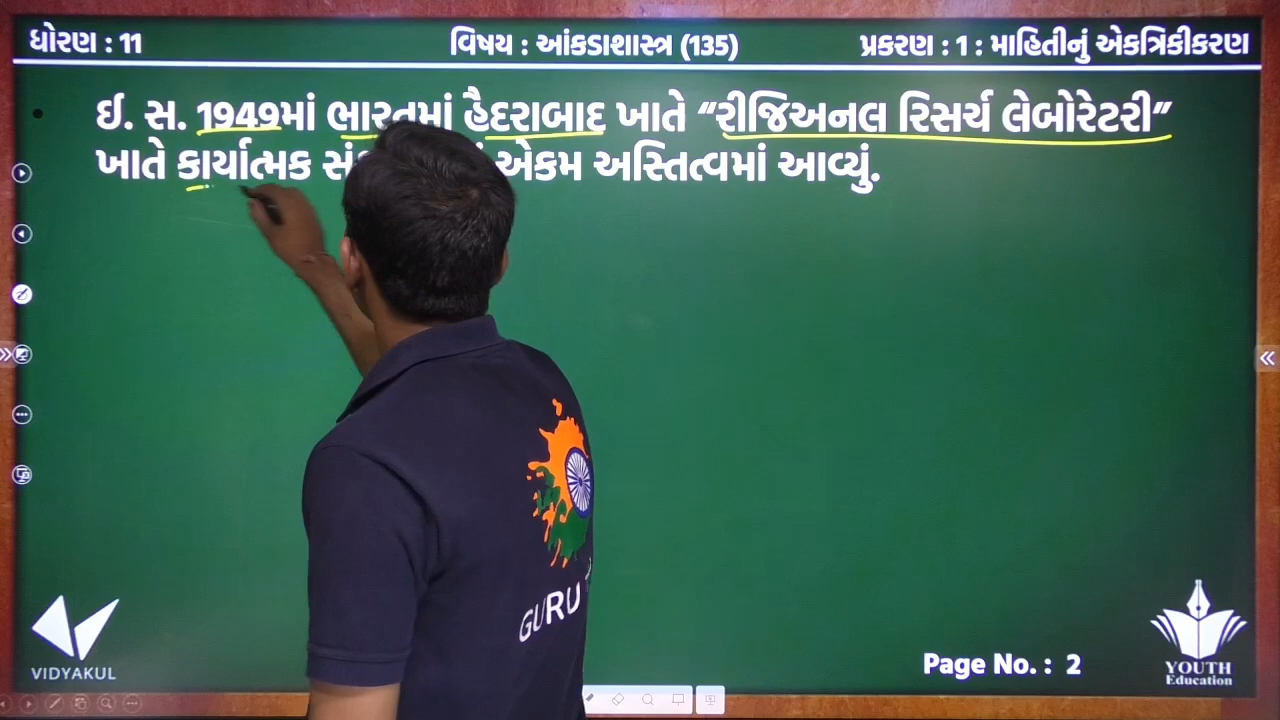 ધોરણ : 11
વિષય : આંકડાશાસ્ત્ર (135)
પ્રકરણ : 1 : માહિતીનું એકત્રિકીકરણ
ઈ. સ. 1949માં ભારતમાં હૈદરાબાદ ખાતે “રીજિઅનલ રિસર્ચ લેબોરેટરી”
ખાતે કાર્યાત્મક એકમ અસ્તિત્વમાં આવ્યું.
GURU
VIDYAKUL
Page No. : 2
YOUTH
Education